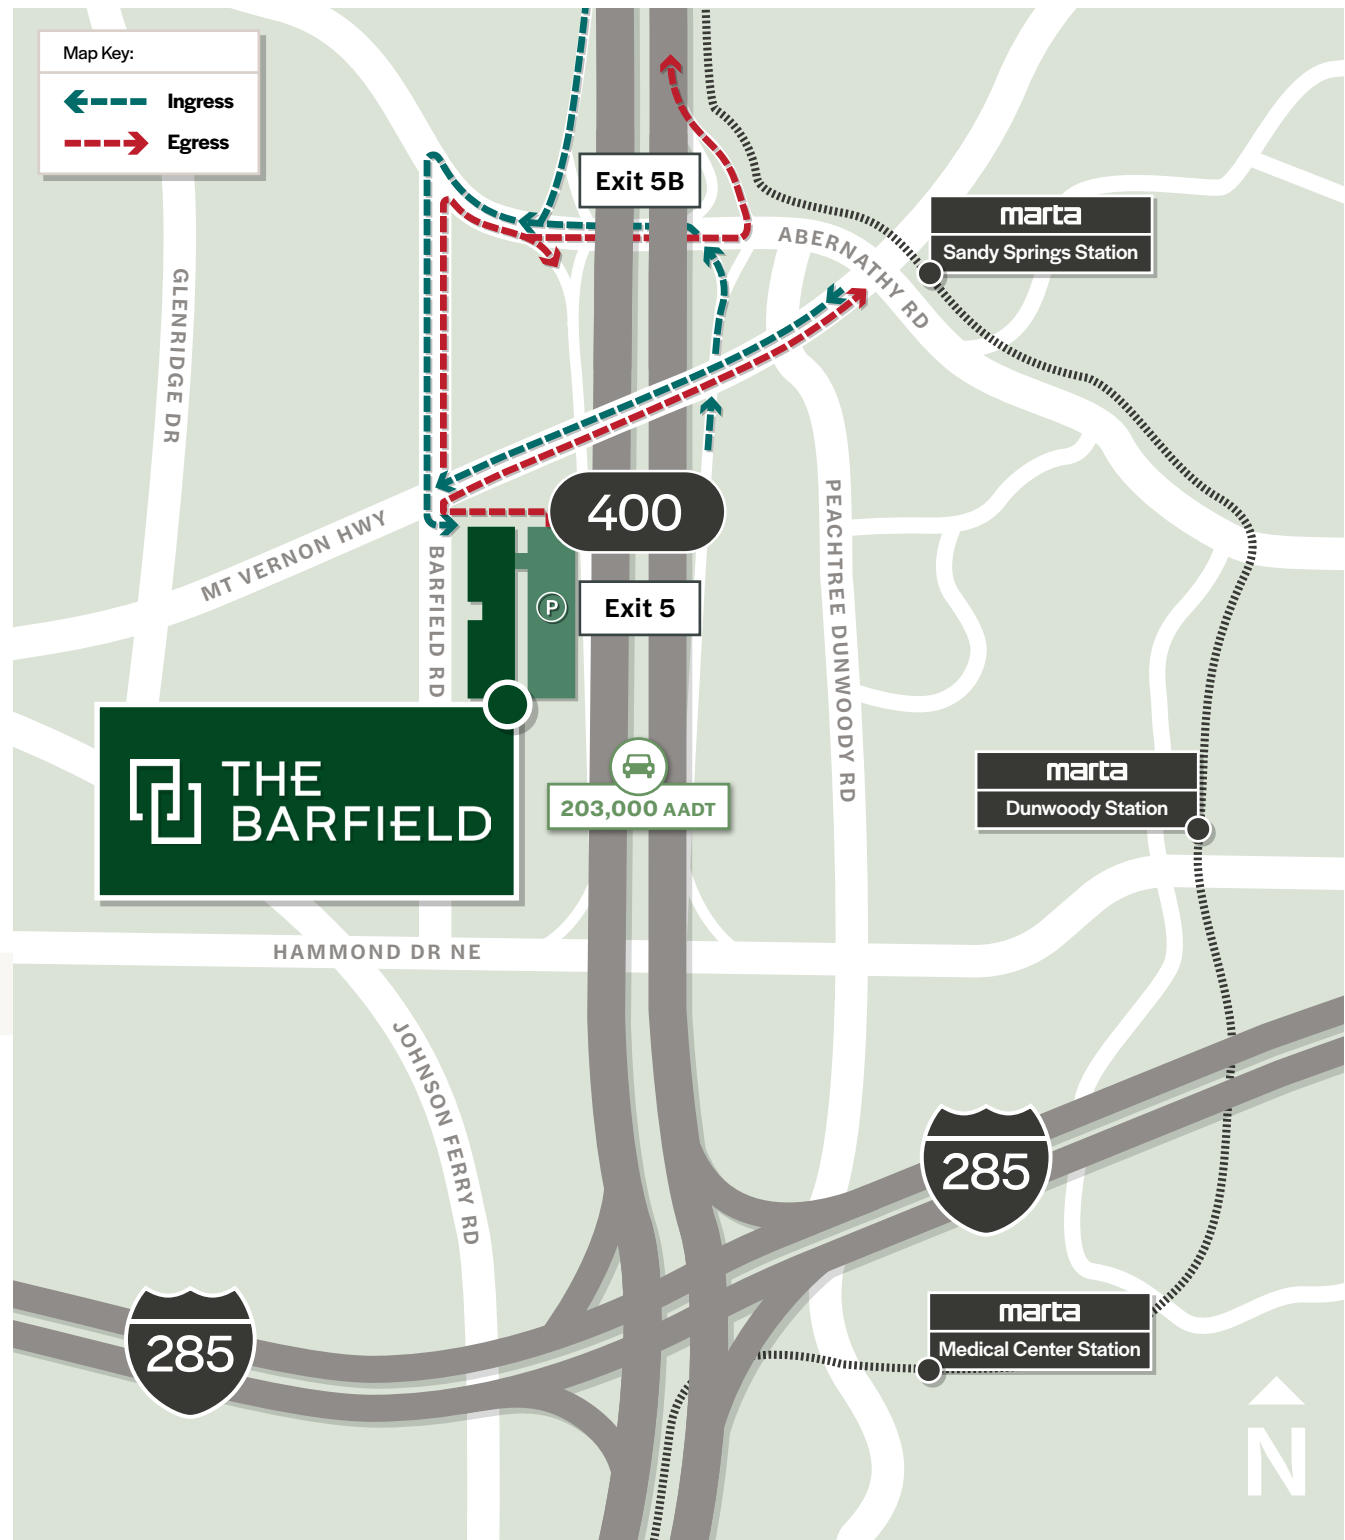 Map Key:
Ingress
Egress
Exit 5B
marta
Sandy Springs Station
ABERNATHY RD
GLENRIDGE DR
400
MT VERNON HWY
BARFIELD RD
P
Exit 5
PEACHTREE DUNWOODY RD
THE
BARFIELD
203,000 AADT
marta
Dunwoody Station
HAMMOND DR NE
JOHNSON FERRY RD
285
285
marta
Medical Center Station
N